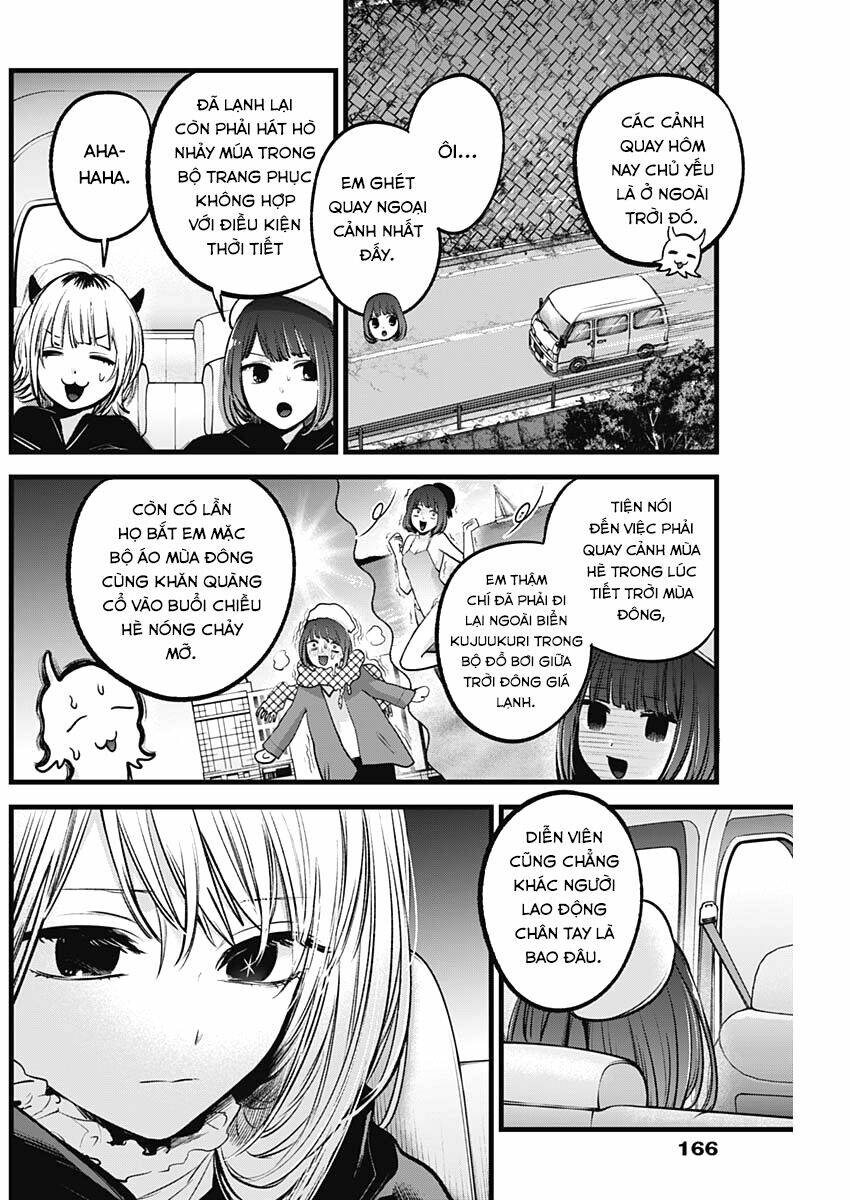 CÁC CẢNH
QUAY HÔM
NAY CHỦ YẾU
LÀ Ở NGOÀI
TRỜI ĐÓ.
ÔI...
EM GHÉT
QUAY NGOẠI
CẢNH NHẤT
ĐẤY.
ĐÃ LẠNH LẠI
CÒN PHẢI HÁT HÒ
NHẢY MÚA TRONG
BỘ TRANG PHỤC
KHÔNG HỢP
VỚI ĐIỀU KIỆN
THỜI TIẾT
AHA-
HAHA.
TIỆN NÓI
ĐẾN VIỆC PHẢI
QUAY CẢNH MÙA
HÈ TRONG LÚC
TIẾT TRỜI MÙA
ĐÔNG,
EM THẬM
CHÍ ĐÃ PHẢI ĐI
LẠI NGOÀI BIỂN
KUJUUKURI TRONG
BỘ ĐỒ BƠI GIỮA
TRỜI ĐÔNG GIÁ
LẠNH.
CÒN CÓ LẦN
HỌ BẮT EM MẶC
BỘ ÁO MÙA ĐÔNG
CÙNG KHĂN QUÀNG
CỔ VÀO BUỔI CHIỀU
HÈ NÓNG CHẢY
MỠ.
DIỄN VIÊN
CŨNG CHẲNG
KHÁC NGƯỜI
LAO ĐỘNG
CHÂN TAY LÀ
BAO ĐÂU.
166